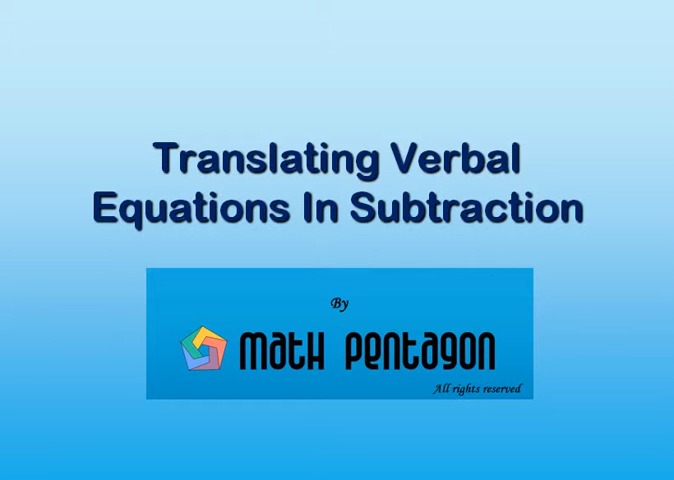 Translating Verbal
Equations In Subtraction
By
Math Pentagon
All rights reserved